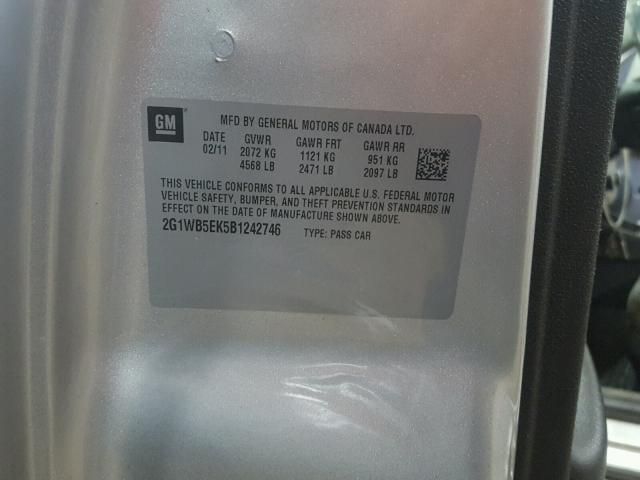 GM
MFD BY GENERAL MOTORS OF CANADA LTD.
DATE GVWR GAWR FRT GAWR RR
02/11 2072 KG 1121 KG 951 KG
4568 LB 2471 LB 2097 LB
THIS VEHICLE CONFORMS TO ALL APPLICABLE U.S. FEDERAL MOTOR
VEHICLE SAFETY, BUMPER, AND THEFT PREVENTION STANDARDS IN
EFFECT ON THE DATE OF MANUFACTURE SHOWN ABOVE.
2G1WB5EK5B1242746 TYPE: PASS CAR